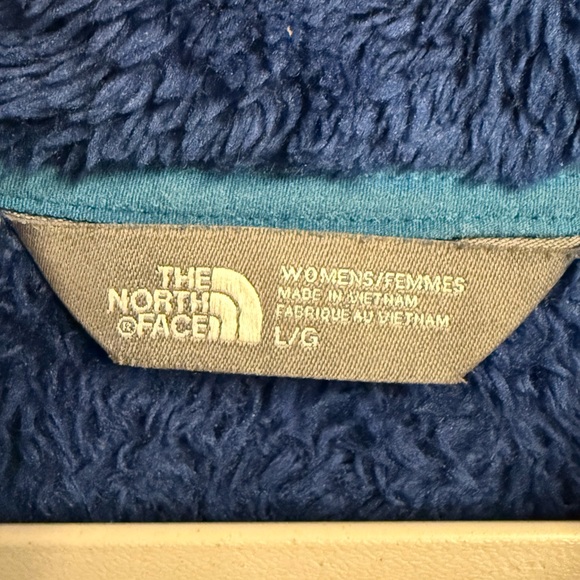 THE
NORTH
®FACE
WOMENS/FEMMES
MADE IN VIETNAM
FABRIQUE AU VIETNAM
L/G